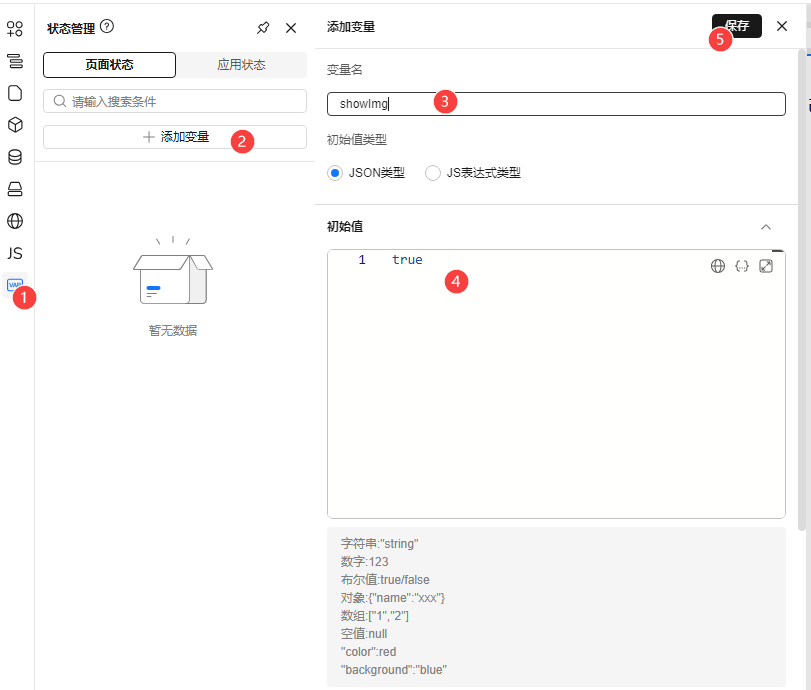 状态管理
添加变量
保存
5
页面状态
应用状态
变量名
请输入搜索条件
showImg
3
添加变量
2
初始值类型
JSON类型
JS表达式类型
初始值
1
true
4
JS
VAR
1
暂无数据
字符串:"string"
数字:123
布尔值:true/false
对象:{"name":"xxx"}
数组:["1","2"]
空值:null
"color":red
"background":"blue"